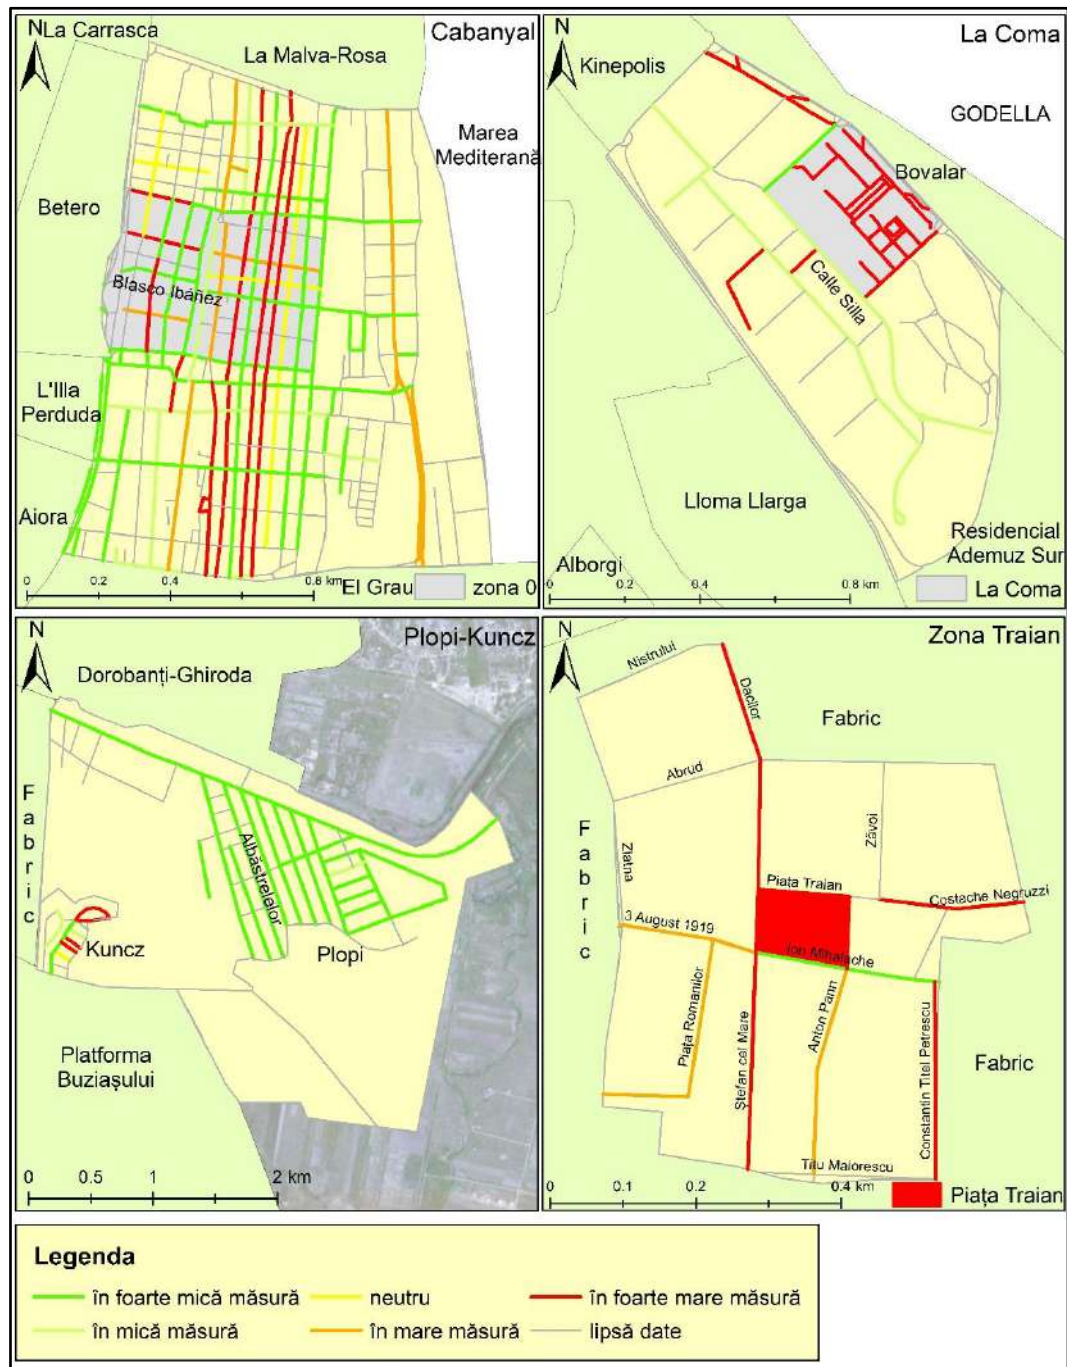 N
La Carrasca
Cabanyal
La Malva-Rosa
Marea
Mediterană
Betero
Blasco Ibáñez
L'Illa
Perduda
Aiora
0
0.2
0.4
0.8 km
El Grau
zona 0
N
La Coma
Kinepolis
GODELLA
Bovalar
Calle Silla
Lloma Llarga
Residencial
Ademuz Sur
Alborgi
0
0.2
0.4
0.8 km
La Coma
N
Plopi-Kuncz
Dorobanți-Ghiroda
Fabric
Albăstrelelor
Kuncz
Plopi
Platforma
Buziașului
0
0.5
1
2 km
N
Zona Traian
Nistrului
Dacilor
Fabric
Abrud
Zăvoi
Fabric
Zlatna
Piața Traian
Costache Negruzzi
3 August 1919
Ion Mihalache
Piața Romanilor
Ștefan cel Mare
Anton Pann
Constantin Titel Petrescu
Fabric
Titu Maiorescu
0
0.2
0.4 km
Piața Traian
Legenda
în foarte mică măsură
neutru
în foarte mare măsură
în mică măsură
în mare măsură
lipsă date